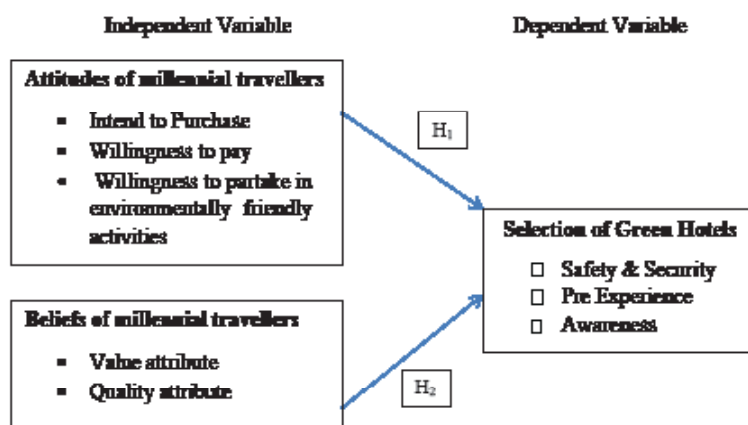 Independent Variable
Dependent Variable
Attitudes of millennial travellers
▪ Intend to Purchase
▪ Willingness to pay
▪ Willingness to partake in
environmentally friendly
activities
H₁
Selection of Green Hotels
□ Safety & Security
□ Pre Experience
□ Awareness
Beliefs of millennial travellers
▪ Value attribute
▪ Quality attribute
H₂